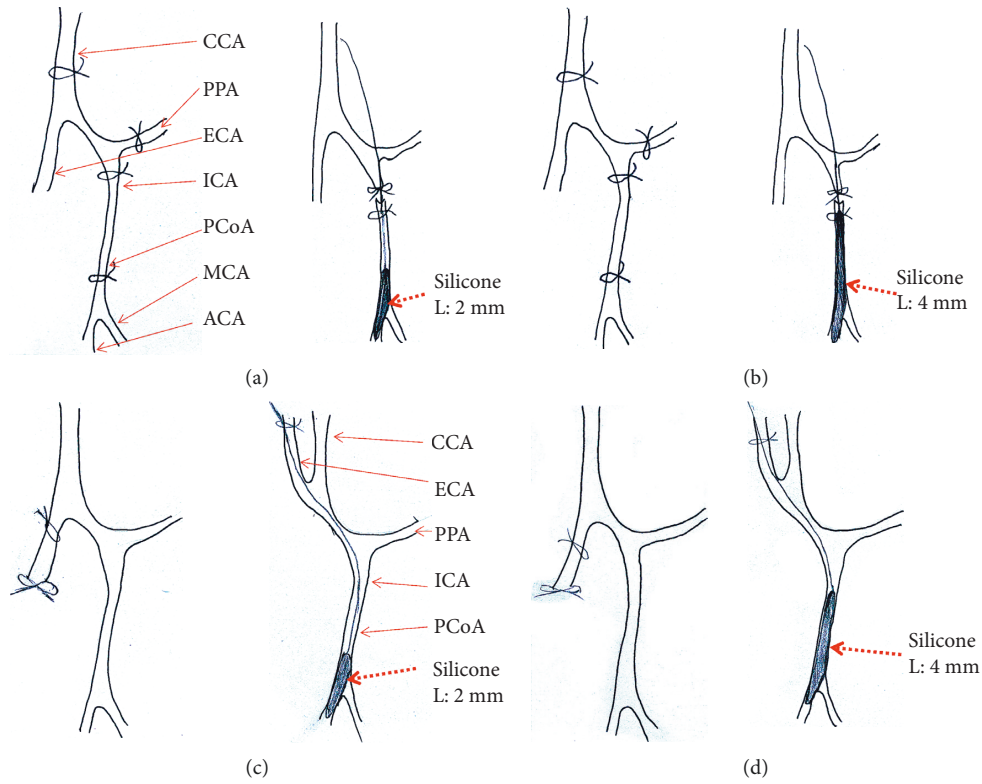 CCA
PPA
ECA
ICA
PCoA
MCA
ACA
Silicone
L: 2 mm
(a)
Silicone
L: 4 mm
(b)
CCA
ECA
PPA
ICA
PCoA
Silicone
L: 2 mm
(c)
Silicone
L: 4 mm
(d)